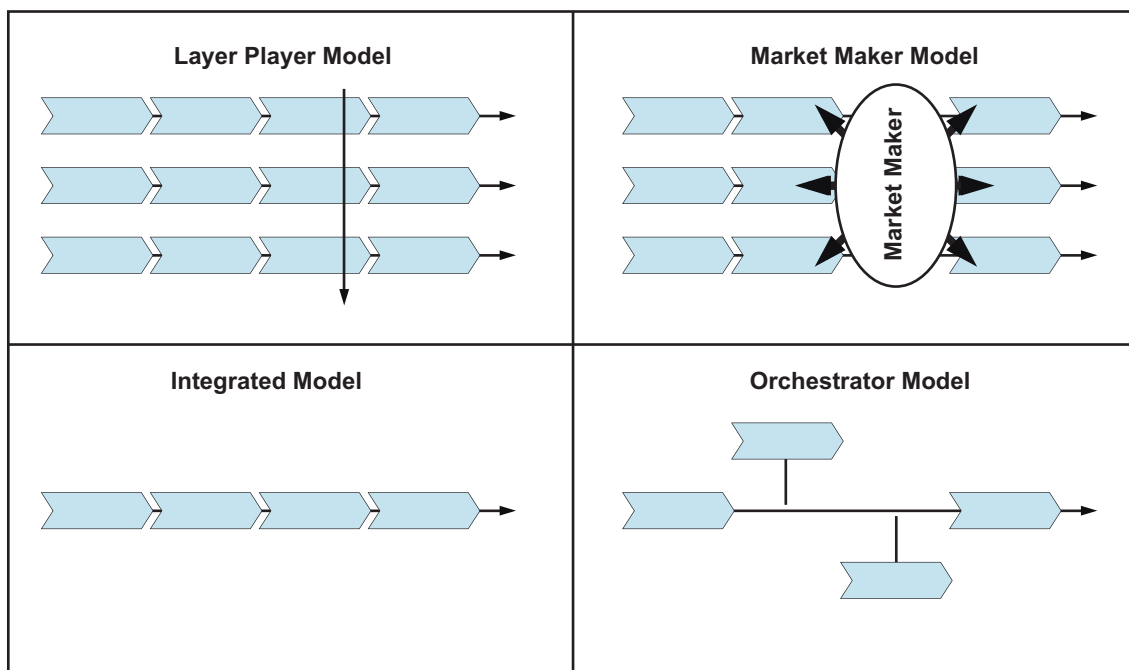 Layer Player Model
Market Maker Model
Market Maker
Integrated Model
Orchestrator Model